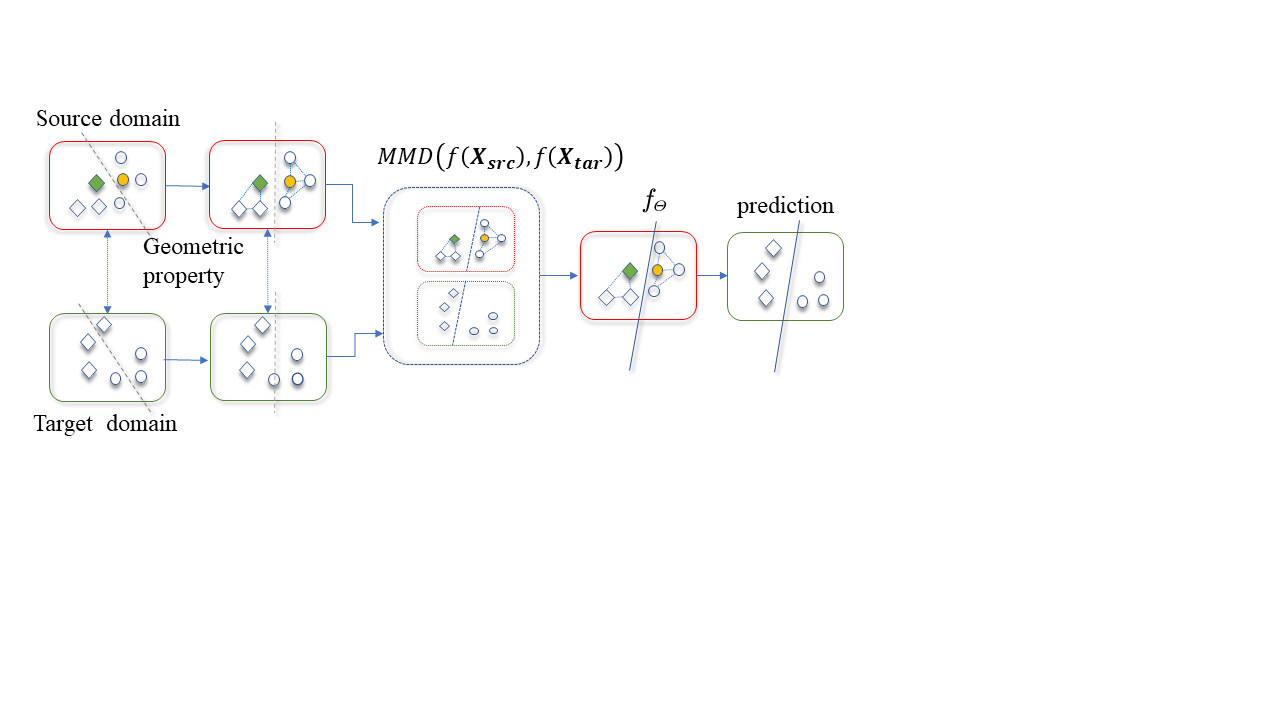 Source domain
MMD(f(X_src), f(X_tar))
f_Θ
prediction
Geometric
property
Target domain